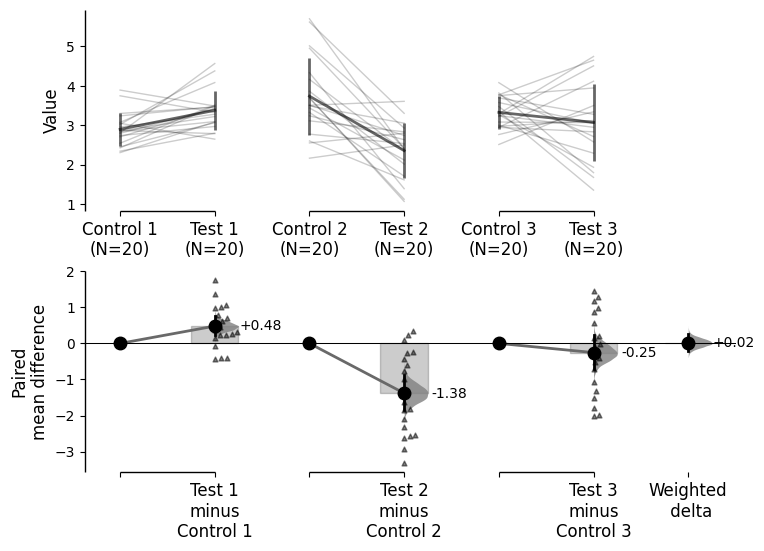 5
4
3
2
1
Value
Control 1 Test 1 Control 2 Test 2 Control 3 Test 3
(N=20) (N=20) (N=20) (N=20) (N=20) (N=20)
2
1
0
−1
−2
−3
Paired
mean difference
+0.48
-1.38
-0.25
+0.02
Test 1 Test 2 Test 3 Weighted
minus minus minus delta
Control 1 Control 2 Control 3